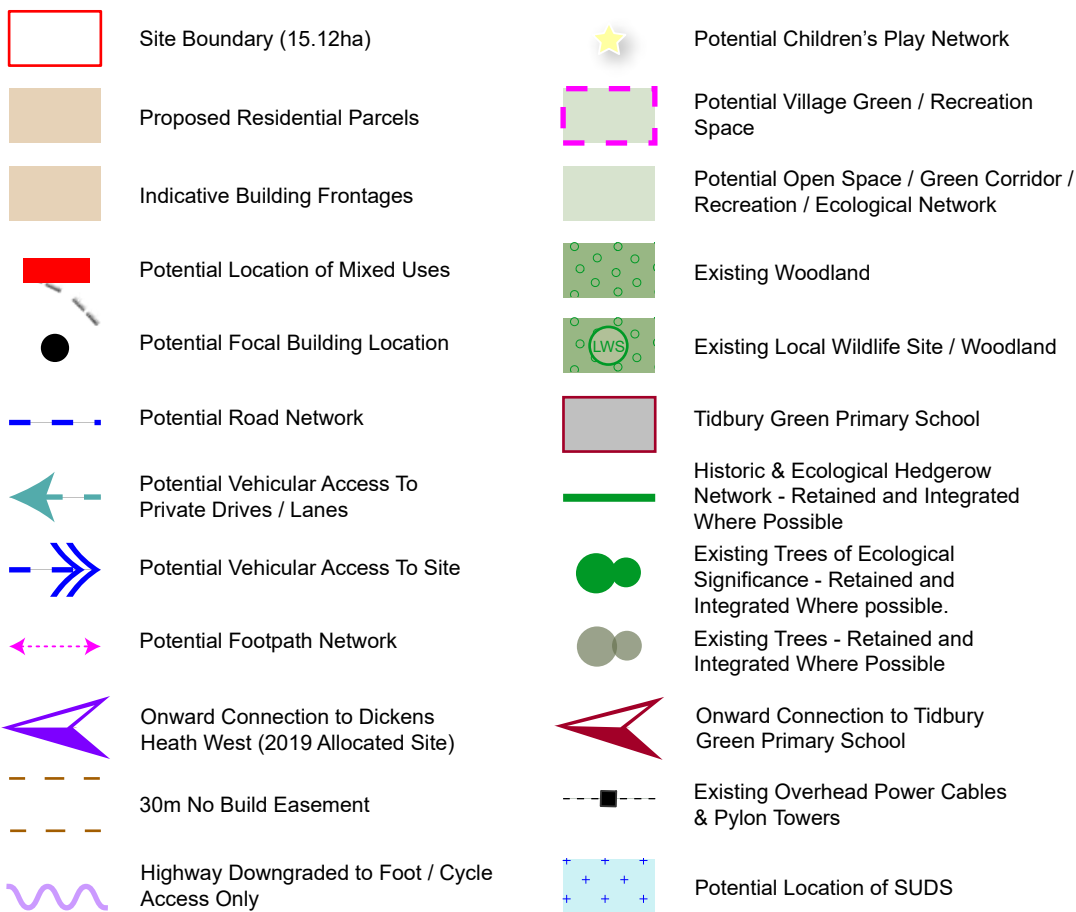 Site Boundary (15.12ha)
Proposed Residential Parcels
Indicative Building Frontages
Potential Location of Mixed Uses
Potential Focal Building Location
Potential Road Network
Potential Vehicular Access To
Private Drives / Lanes
Potential Vehicular Access To Site
Potential Footpath Network
Onward Connection to Dickens
Heath West (2019 Allocated Site)
30m No Build Easement
Highway Downgraded to Foot / Cycle
Access Only
Potential Children’s Play Network
Potential Village Green / Recreation
Space
Potential Open Space / Green Corridor /
Recreation / Ecological Network
Existing Woodland
LWS
Existing Local Wildlife Site / Woodland
Tidbury Green Primary School
Historic & Ecological Hedgerow
Network - Retained and Integrated
Where Possible
Existing Trees of Ecological
Significance - Retained and
Integrated Where possible.
Existing Trees - Retained and
Integrated Where Possible
Onward Connection to Tidbury
Green Primary School
Existing Overhead Power Cables
& Pylon Towers
Potential Location of SUDS